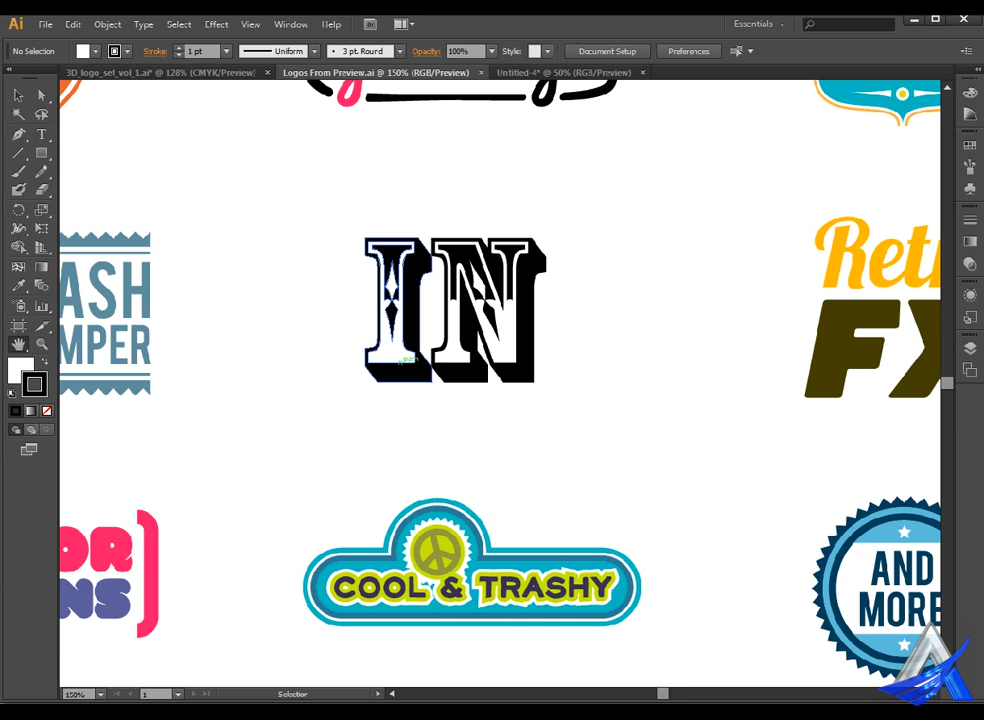 Ai File Edit Object Type Select Effect View Window Help Br Essentials
No Selection Stroke: 1 pt Uniform 3 pt. Round Opacity: 100% Style: Document Setup Preferences
3D_logo_sel_vol_1.ai* @ 128% (CMYK/Preview) × Logos From Preview.ai @ 150% (RGB/Preview) × Untitled-4* @ 50% (RGB/Preview) ×
ASH
MPER
IN
Retr
FX
OR
NS
COOL & TRASHY
AND
MORE
150% 1 Selection